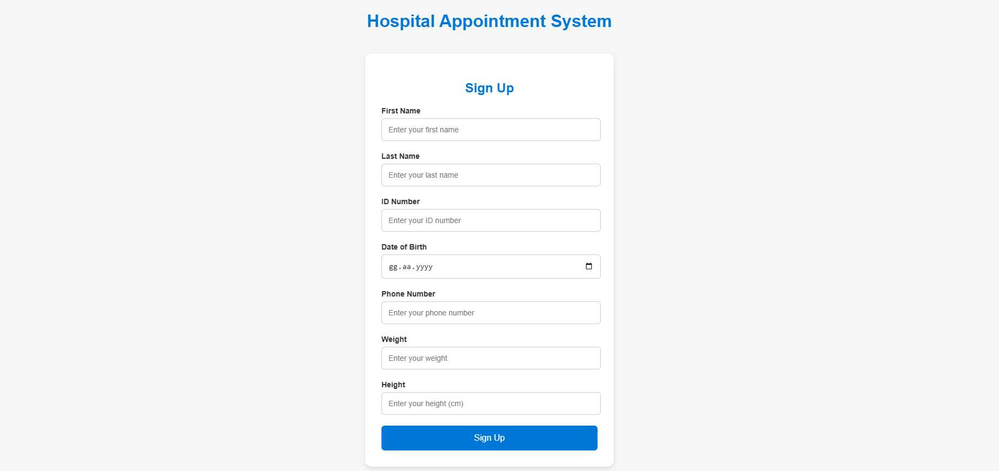 Hospital Appointment System
Sign Up
First Name
Enter your first name
Last Name
Enter your last name
ID Number
Enter your ID number
Date of Birth
gg.aa.yyyy
Phone Number
Enter your phone number
Weight
Enter your weight
Height
Enter your height (cm)
Sign Up